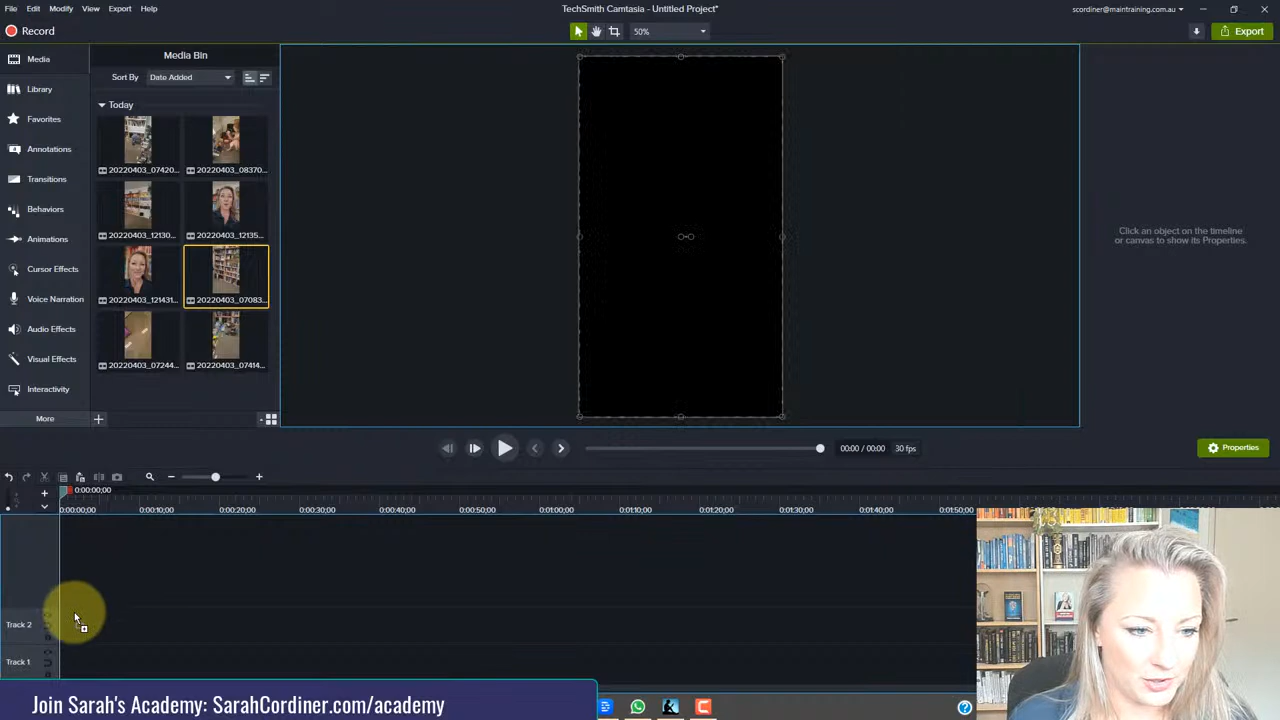 File Edit Modify View Export Help
TechSmith Camtasia - Untitled Project*
scordiner@maintraining.com.au
Record
50%
Export
Media
Library
Favorites
Annotations
Transitions
Behaviors
Animations
Cursor Effects
Voice Narration
Audio Effects
Visual Effects
Interactivity
More
Media Bin
Sort By Date Added
Today
20220403_07420... 20220403_08370...
20220403_12130... 20220403_12135...
20220403_121431... 20220403_07083...
20220403_07244... 20220403_07414...
Click an object on the timeline
or canvas to show its Properties.
00:00 / 00:00 30 fps
Properties
0:00:00;00
0:00:00;00 0:00:10;00 0:00:20;00 0:00:30;00 0:00:40;00 0:00:50;00 0:01:00;00 0:01:10;00 0:01:20;00 0:01:30;00 0:01:40;00 0:01:50;00
Track 2
Track 1
Join Sarah's Academy: SarahCordiner.com/academy